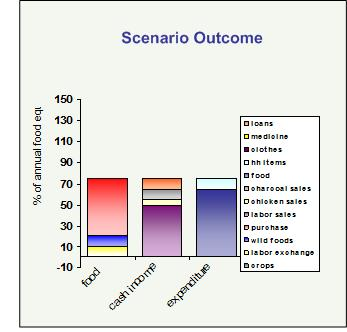 Scenario Outcome
% of annual food equ
150
130
110
90
70
50
30
10
-10
food
cash income
expenditure
loans
medicine
clothes
hh items
food
charcoal sales
chicken sales
labor sales
purchase
wild foods
labor exchange
crops